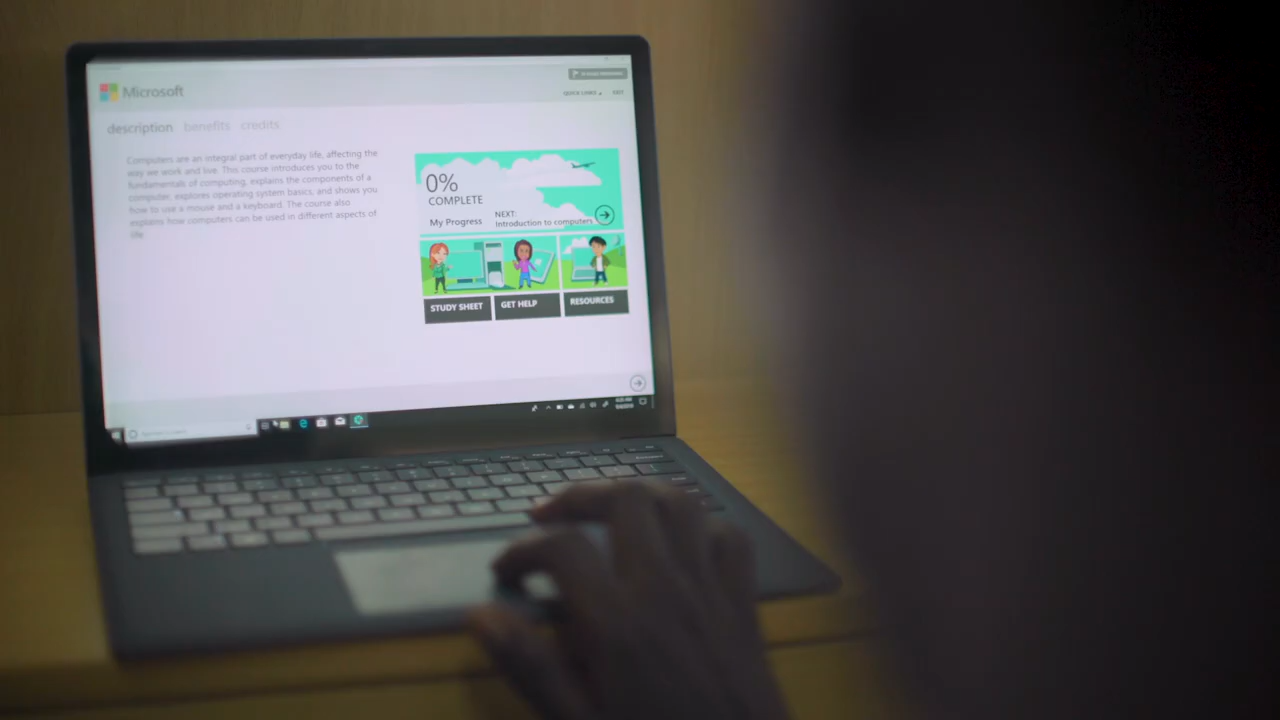 Microsoft
QUICK LINKS
EXIT
description benefits credits
Computers are an integral part of everyday life, affecting the
way we work and live. This course introduces you to the
fundamentals of computing, explains the components of a
computer, explores operating system basics, and shows you
how to use a mouse and a keyboard. The course also
explains how computers can be used in different aspects of
life.
0%
COMPLETE
My Progress
NEXT:
Introduction to computers
STUDY SHEET
GET HELP
RESOURCES